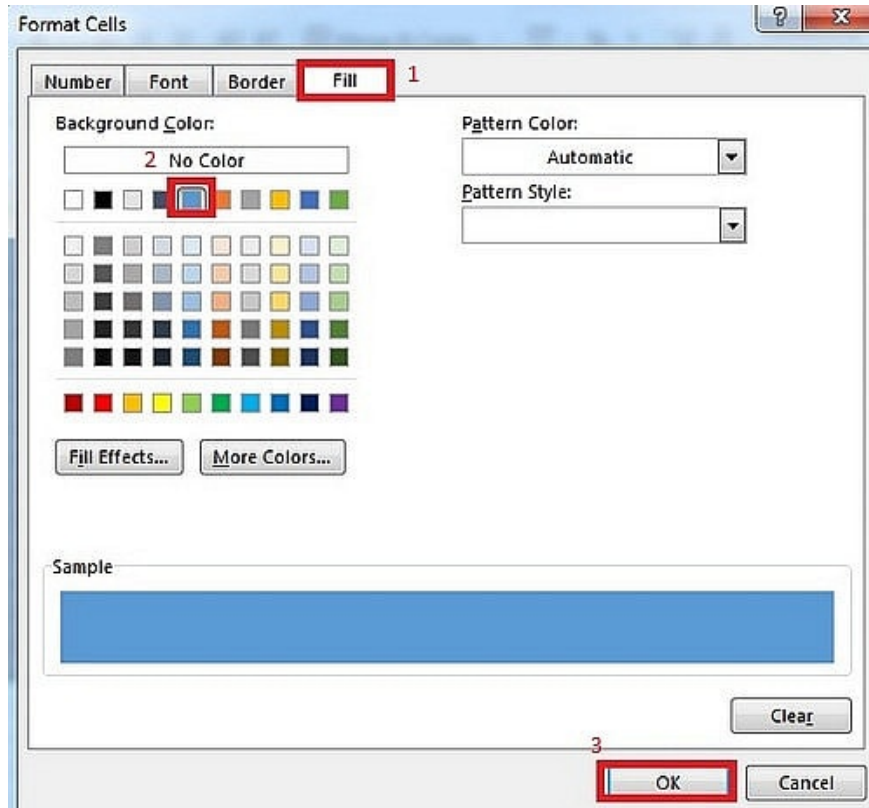 Format Cells
?
Number Font Border Fill 1
Background Color:
2 No Color
Pattern Color:
Automatic
Pattern Style:
Fill Effects... More Colors...
Sample
Clear
3
OK Cancel